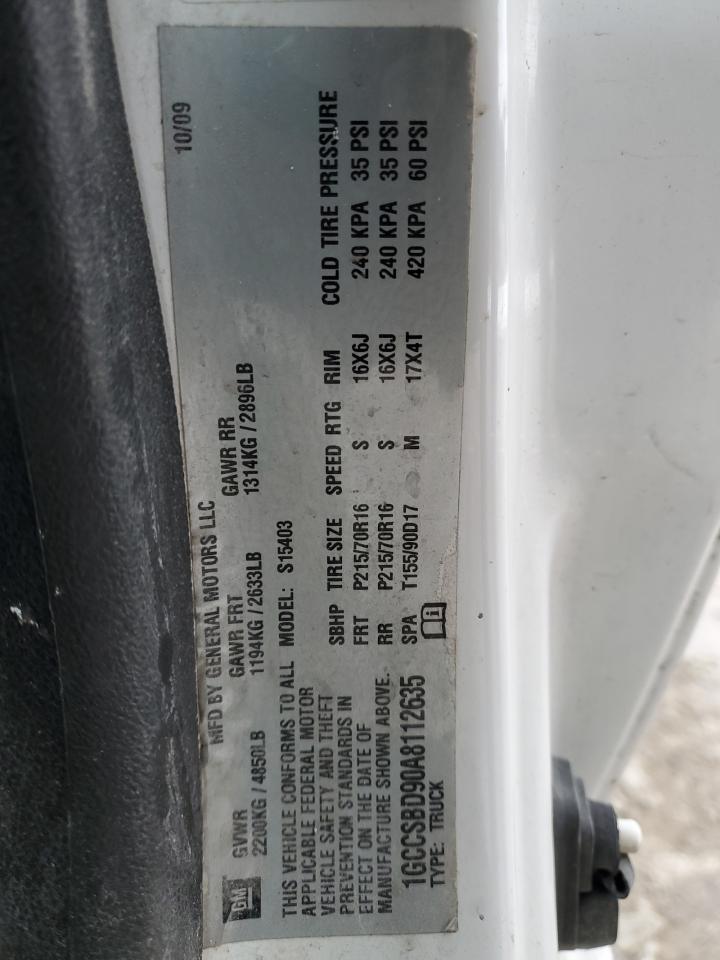 MFD BY GENERAL MOTORS LLC 10/09
GM GVWR GAWR FRT GAWR RR
2200KG / 4850LB 1194KG / 2633LB 1314KG / 2896LB
THIS VEHICLE CONFORMS TO ALL MODEL: S15403
APPLICABLE FEDERAL MOTOR
VEHICLE SAFETY AND THEFT
PREVENTION STANDARDS IN
EFFECT ON THE DATE OF
MANUFACTURE SHOWN ABOVE.
1GCCSBD90A8112635
TYPE: TRUCK
SBHP TIRE SIZE SPEED RTG RIM COLD TIRE PRESSURE
FRT P215/70R16 S 16X6J 240 KPA 35 PSI
RR P215/70R16 S 16X6J 240 KPA 35 PSI
SPA T155/90D17 M 17X4T 420 KPA 60 PSI